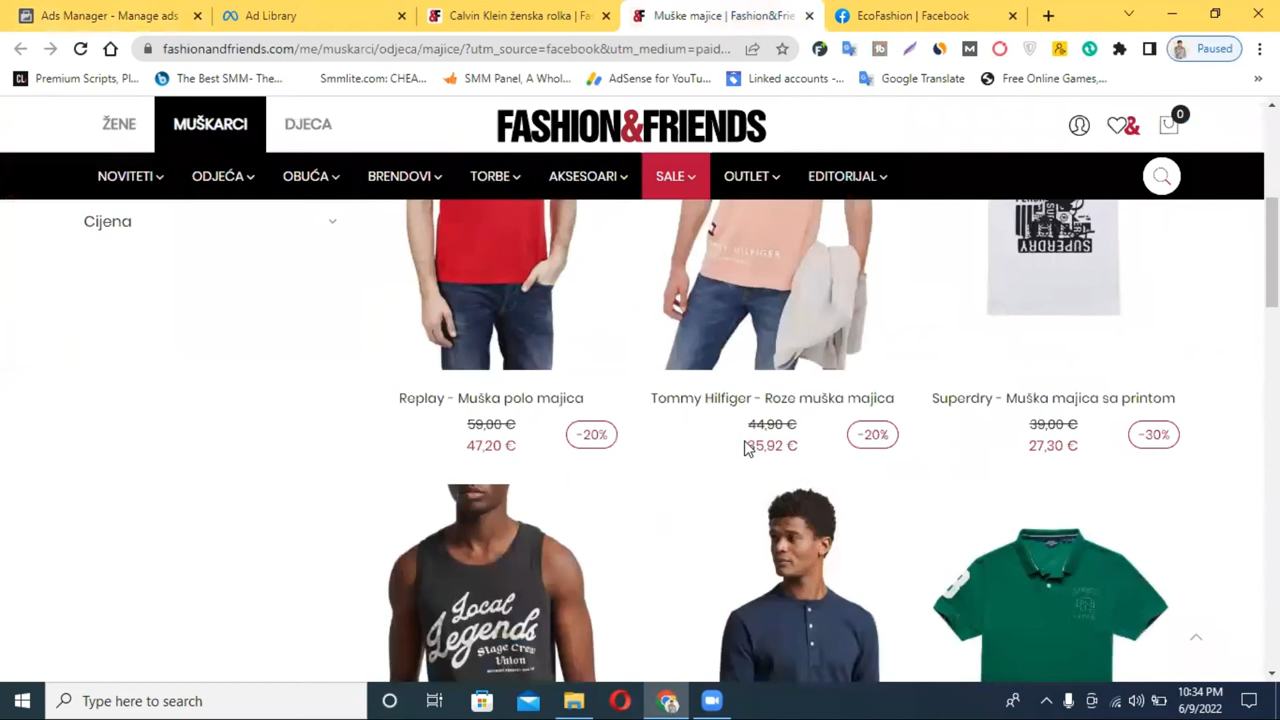 Ads Manager - Manage ads
Ad Library
Calvin Klein ženska rolka | Fas
Muške majice | Fashion&Frie
EcoFashion | Facebook
fashionandfriends.com/me/muskarci/odjeca/majice/?utm_source=facebook&utm_medium=paid...
Paused
Premium Scripts, Pl...
The Best SMM- The...
Smmlite.com: CHEA...
SMM Panel, A Whol...
AdSense for YouTu...
Linked accounts -...
Google Translate
Free Online Games,...
ŽENE
MUŠKARCI
DJECA
FASHION&FRIENDS
0
NOVITETI
ODJEĆA
OBUĆA
BRENDOVI
TORBE
AKSESOARI
SALE
OUTLET
EDITORIJAL
Cijena
HILFIGER
SUPERDRY
Replay - Muška polo majica
59,00 €
47,20 €
-20%
Tommy Hilfiger - Roze muška majica
44,90 €
35,92 €
-20%
Superdry - Muška majica sa printom
39,00 €
27,30 €
-30%
Local
Legends
Stage Crew
Union
Type here to search
10:34 PM
6/9/2022